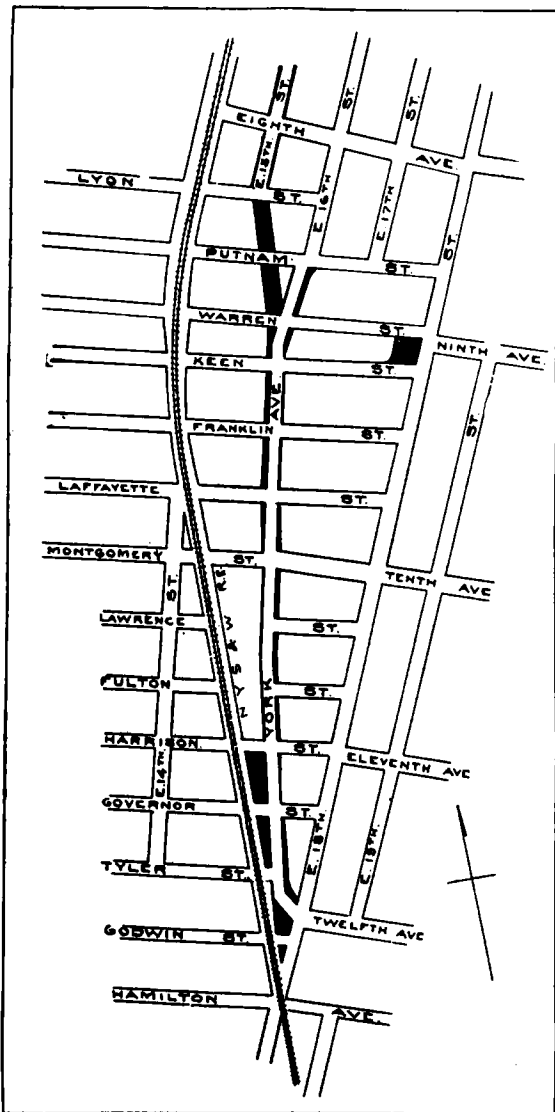 EIGHTH AVE.
E. 15TH ST.
E. 16TH ST.
E. 17TH ST.
ST.
LYON ST.
PUTNAM ST.
WARREN ST.
NINTH AVE.
KEEN ST.
ST.
FRANKLIN ST.
LAFFAYETTE ST.
MONTGOMERY ST.
TENTH AVE
LAWRENCE ST.
FULTON ST.
HARRISON ST.
ELEVENTH AVE
GOVERNOR ST.
TYLER ST.
TWELFTH AVE
GODWIN ST.
HAMILTON AVE.
E. 14TH. ST.
N Y S & W R.R.
YORK AVE.
E. 18TH
E. 19TH.